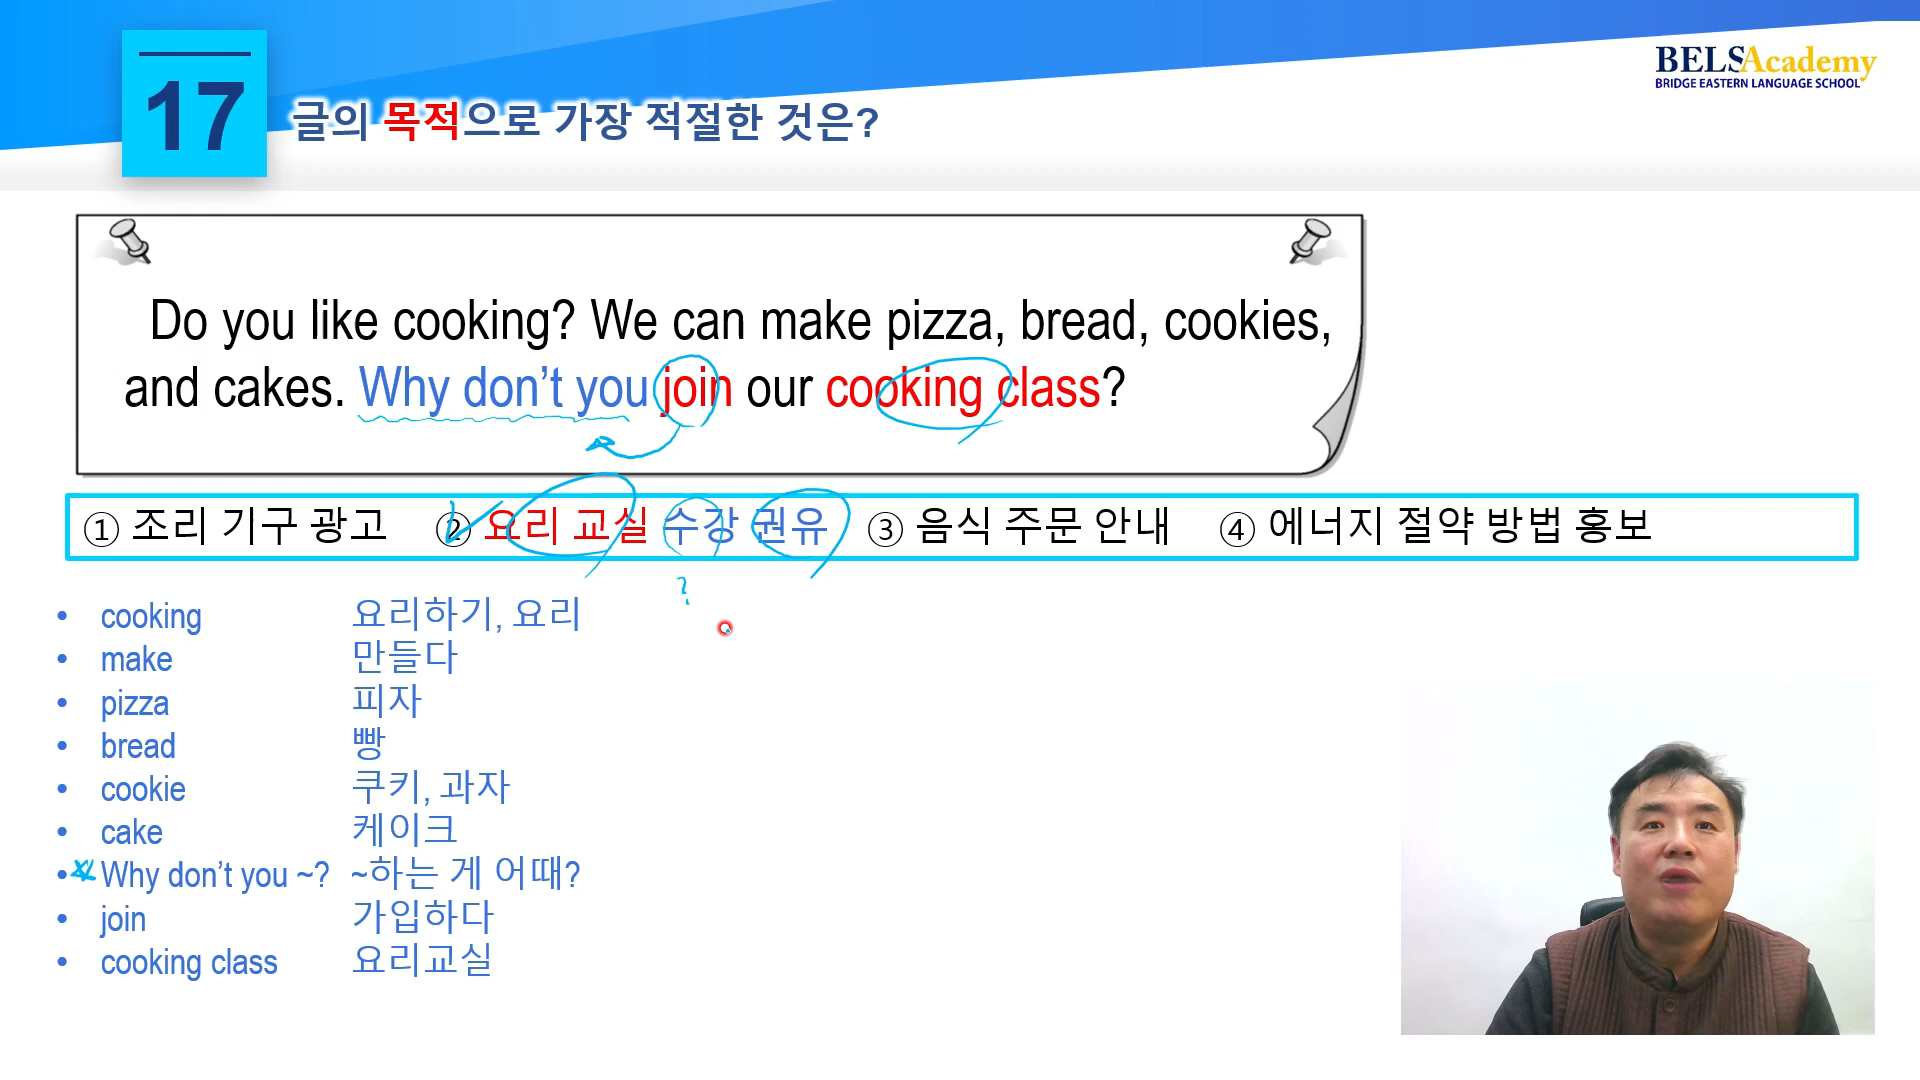 17
글의 목적으로 가장 적절한 것은?
BELSAcademy
BRIDGE EASTERN LANGUAGE SCHOOL
Do you like cooking? We can make pizza, bread, cookies,
and cakes. Why don't you join our cooking class?
① 조리 기구 광고 ② 요리 교실 수강 권유 ③ 음식 주문 안내 ④ 에너지 절약 방법 홍보
?
• cooking 요리하기, 요리
• make 만들다
• pizza 피자
• bread 빵
• cookie 쿠키, 과자
• cake 케이크
• Why don't you ~? ~하는 게 어때?
• join 가입하다
• cooking class 요리교실